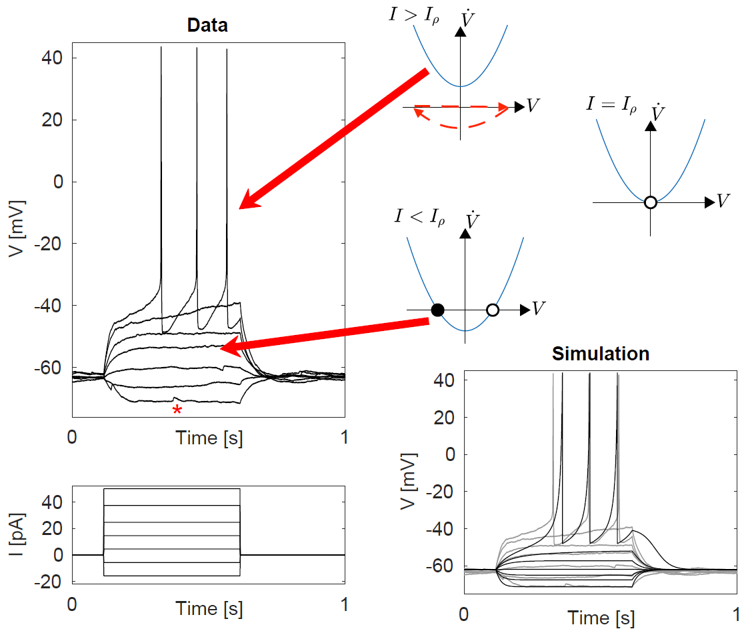 Data
V [mV]
40
20
0
-20
-40
-60
*
0
1
Time [s]
I [pA]
40
20
0
-20
0
1
Time [s]
I > Iρ
V̇
V
I = Iρ
V̇
V
I < Iρ
V̇
V
Simulation
V [mV]
40
20
0
-20
-40
-60
0
1
Time [s]